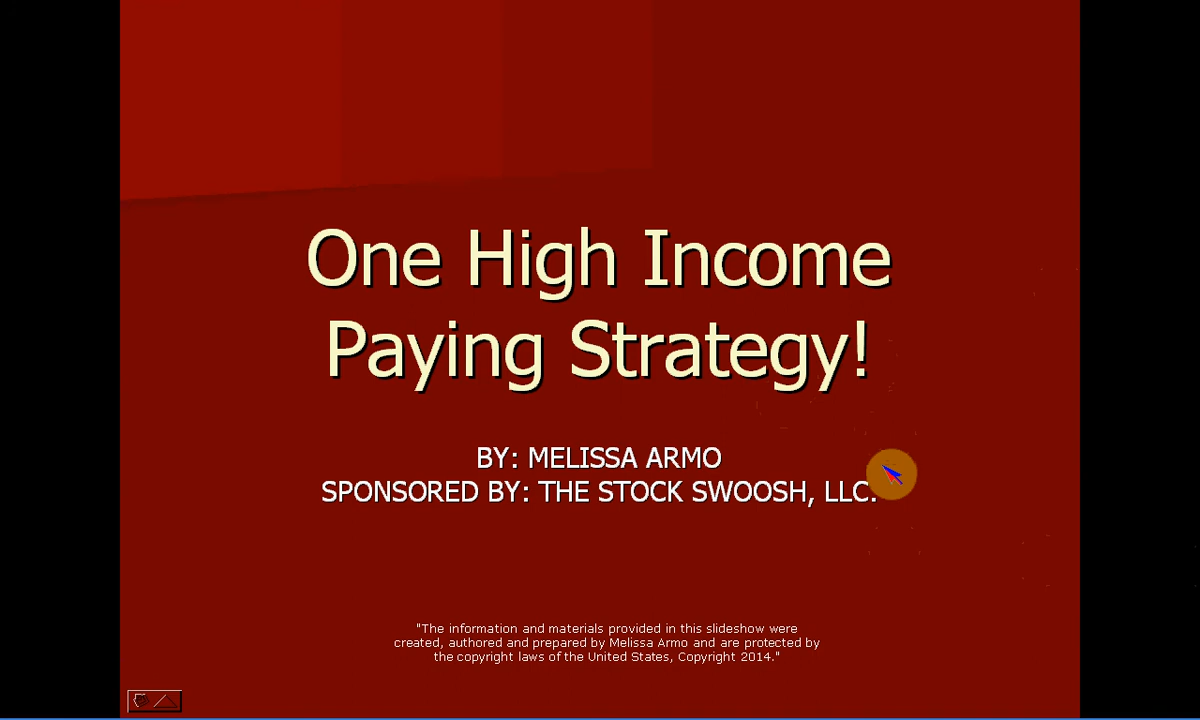 One High Income
Paying Strategy!
BY: MELISSA ARMO
SPONSORED BY: THE STOCK SWOOSH, LLC.
"The information and materials provided in this slideshow were
created, authored and prepared by Melissa Armo and are protected by
the copyright laws of the United States, Copyright 2014."